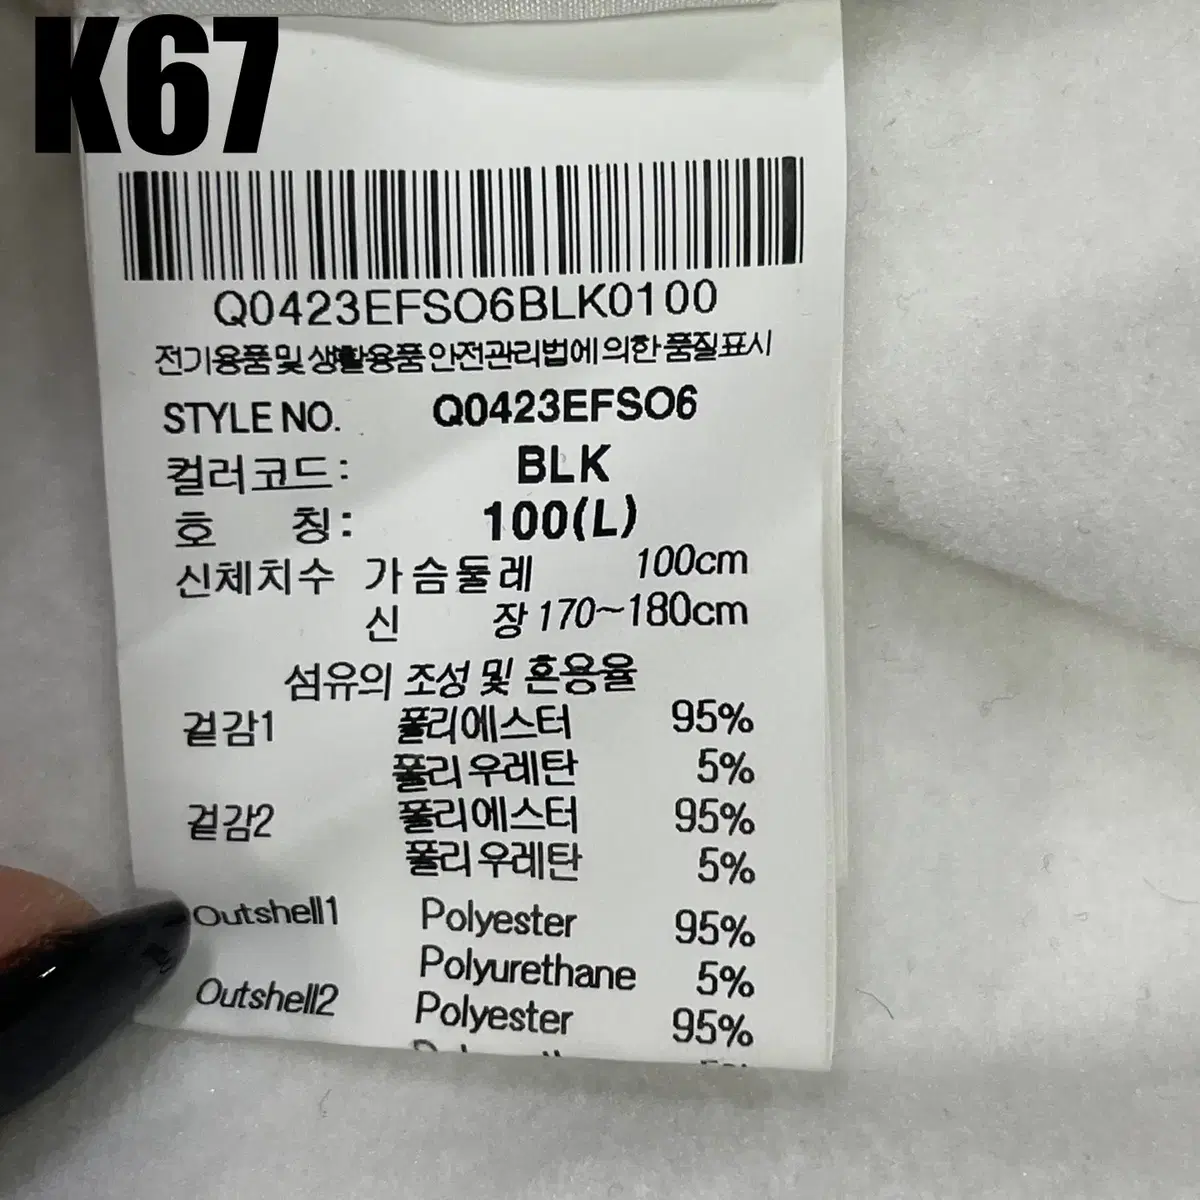 K67
Q0423EFSO6BLK0100
전기용품 및 생활용품 안전관리법에 의한 품질표시
STYLE NO. Q0423EFSO6
컬러코드: BLK
호 칭: 100(L)
신체치수 가슴둘레 100cm
신 장 170~180cm
섬유의 조성 및 혼용율
겉감1 폴리에스터 95%
폴리우레탄 5%
겉감2 폴리에스터 95%
폴리우레탄 5%
Outshell1 Polyester 95%
Polyurethane 5%
Outshell2 Polyester 95%